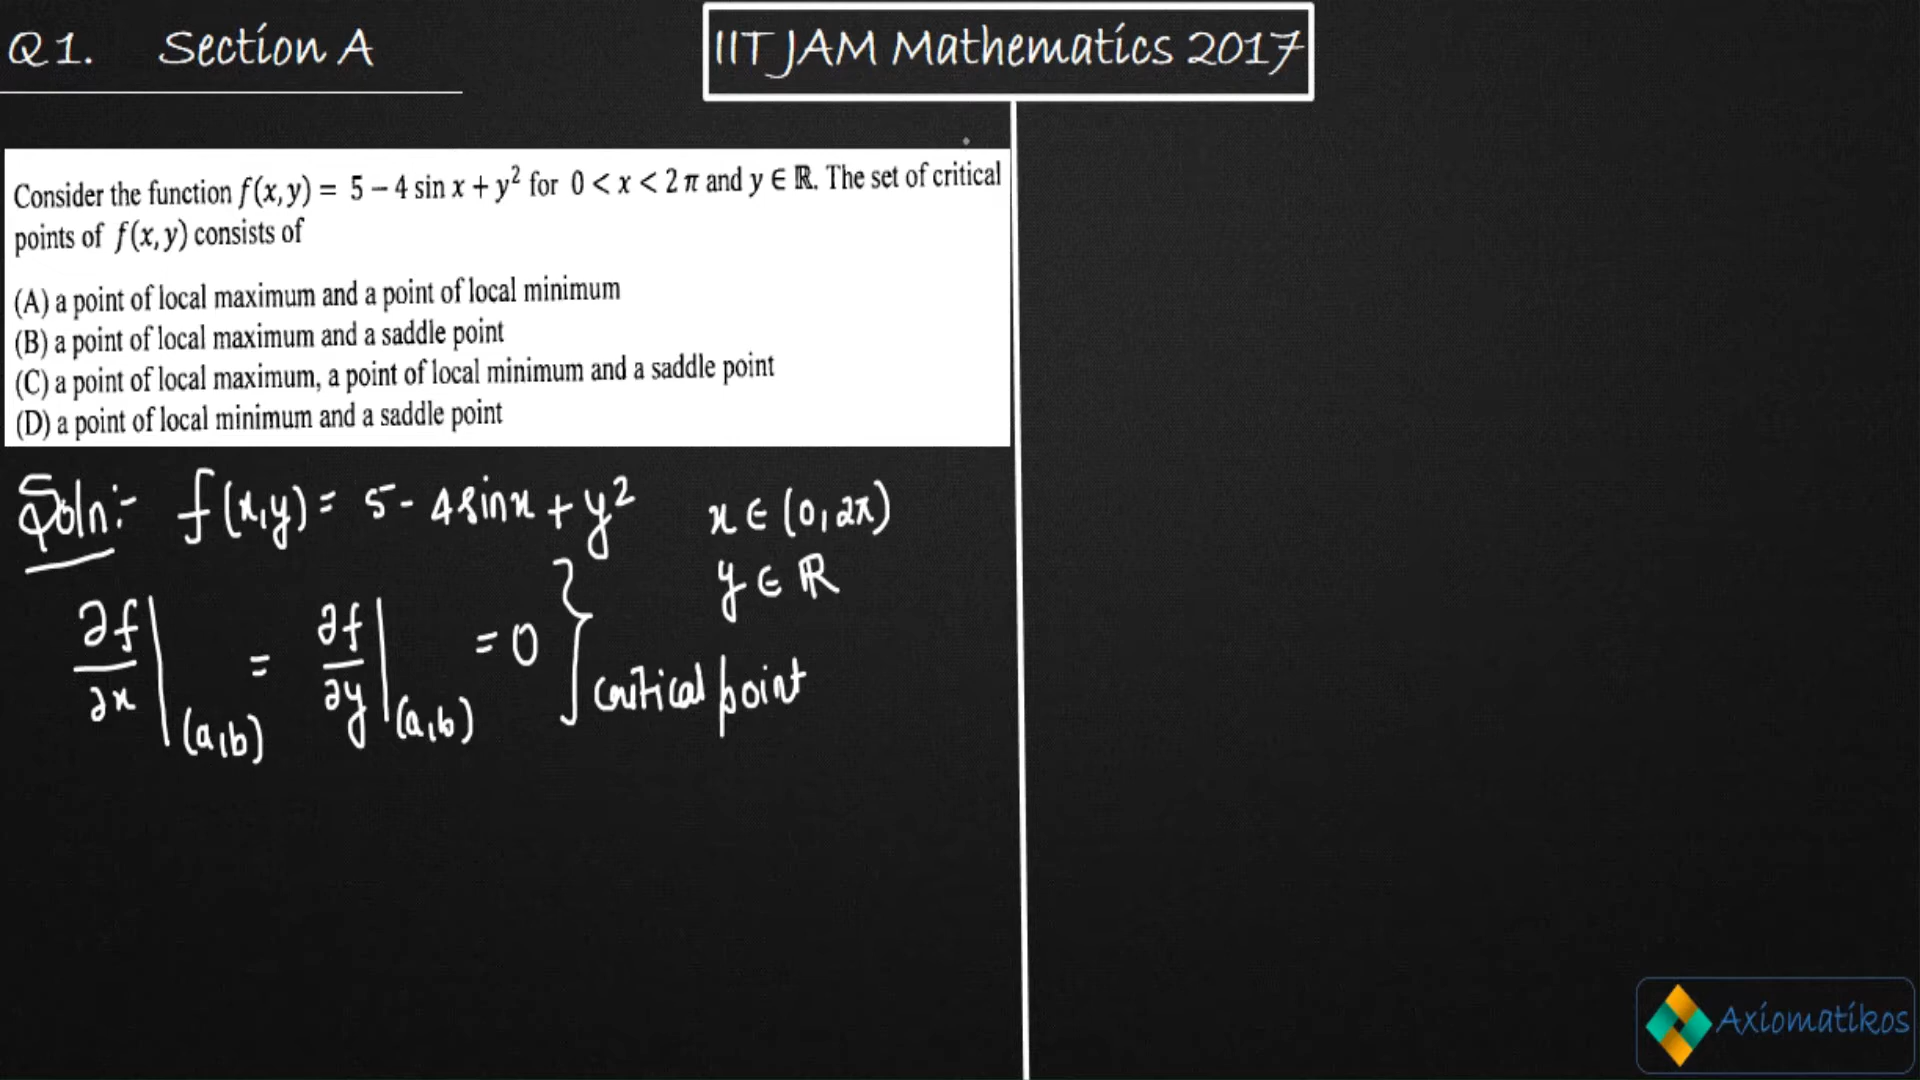 Q1. Section A
IIT JAM Mathematics 2017
Consider the function f(x, y) = 5 − 4 sin x + y² for 0 < x < 2π and y ∈ ℝ. The set of critical
points of f(x, y) consists of
(A) a point of local maximum and a point of local minimum
(B) a point of local maximum and a saddle point
(C) a point of local maximum, a point of local minimum and a saddle point
(D) a point of local minimum and a saddle point
Soln:- f(x,y) = 5 - 4 sin x + y² x ∈ (0, 2π)
y ∈ ℝ
∂f/∂x |(a,b) = ∂f/∂y |(a,b) = 0 } critical point
Axiomatikos